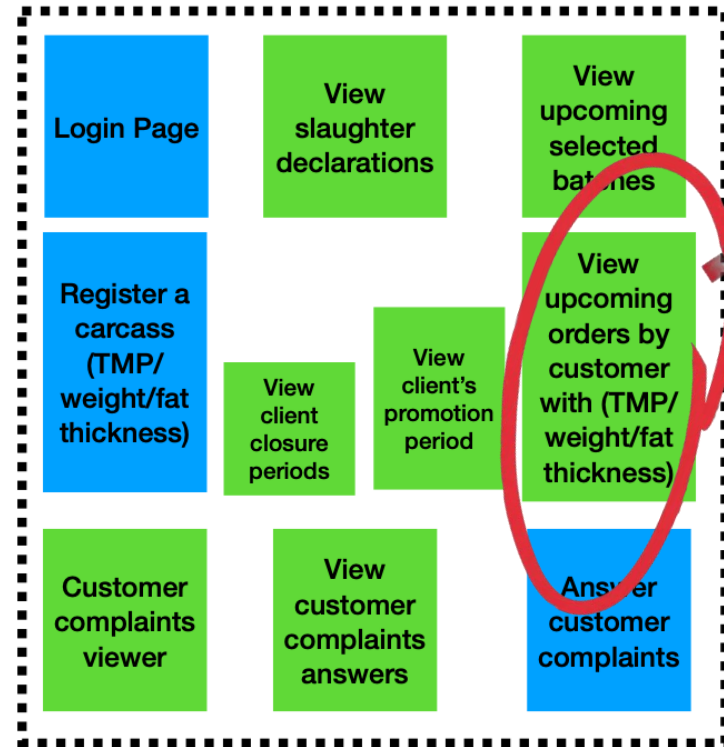 Login Page
View
slaughter
declarations
View
upcoming
selected
batches
Register a
carcass
(TMP/
weight/fat
thickness)
View
client
closure
periods
View
client’s
promotion
period
View
upcoming
orders by
customer
with (TMP/
weight/fat
thickness)
Customer
complaints
viewer
View
customer
complaints
answers
Answer
customer
complaints